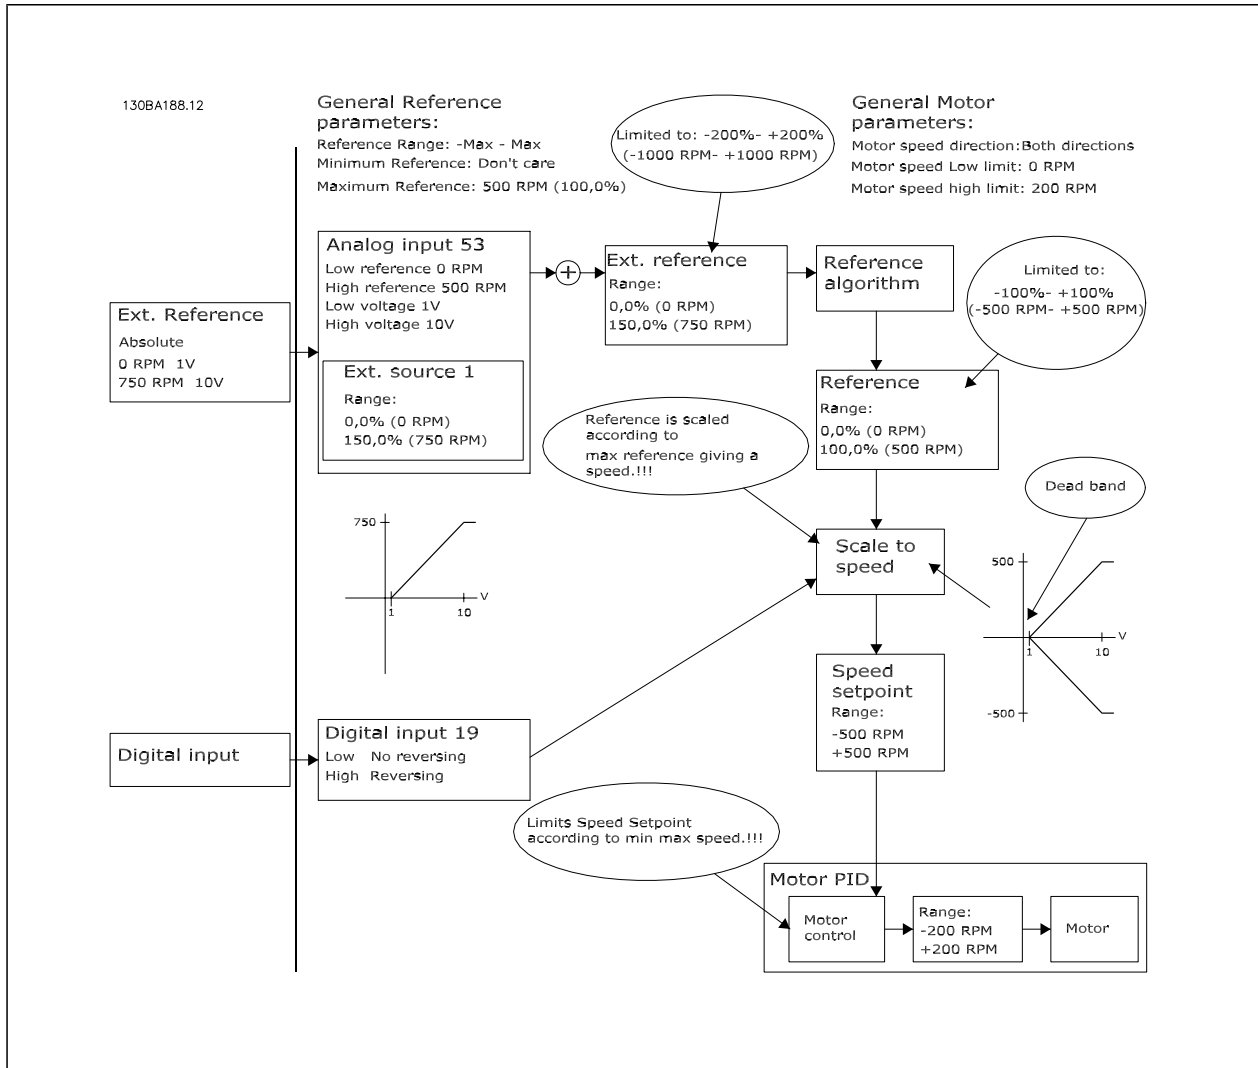 130BA188.12
General Reference
parameters:
Reference Range: -Max - Max
Minimum Reference: Don't care
Maximum Reference: 500 RPM (100,0%)
Limited to: -200%- +200%
(-1000 RPM- +1000 RPM)
General Motor
parameters:
Motor speed direction:Both directions
Motor speed Low limit: 0 RPM
Motor speed high limit: 200 RPM
Ext. Reference
Absolute
0 RPM 1V
750 RPM 10V
Analog input 53
Low reference 0 RPM
High reference 500 RPM
Low voltage 1V
High voltage 10V
Ext. source 1
Range:
0,0% (0 RPM)
150,0% (750 RPM)
+
Ext. reference
Range:
0,0% (0 RPM)
150,0% (750 RPM)
Reference
algorithm
Limited to:
-100%- +100%
(-500 RPM- +500 RPM)
Reference
Range:
0,0% (0 RPM)
100,0% (500 RPM)
Reference is scaled
according to
max reference giving a
speed.!!!
Dead band
750
1
10
V
Scale to
speed
500
1
10
V
-500
Speed
setpoint
Range:
-500 RPM
+500 RPM
Digital input
Digital input 19
Low No reversing
High Reversing
Limits Speed Setpoint
according to min max speed.!!!
Motor PID
Motor
control
Range:
-200 RPM
+200 RPM
Motor